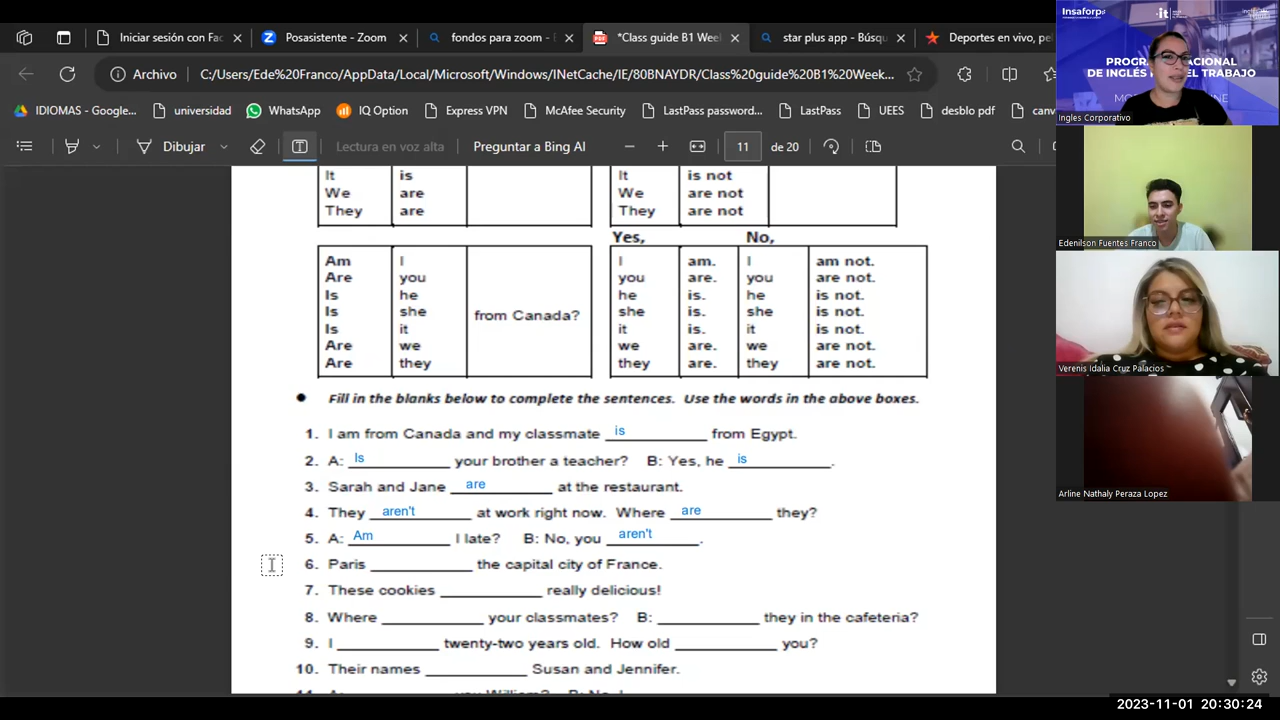 Iniciar sesión con Fac
Posasistente - Zoom
fondos para zoom -
*Class guide B1 Weel
star plus app - Búsqu
Deportes en vivo, pel
Archivo
C:/Users/Ede%20Franco/AppData/Local/Microsoft/Windows/INetCache/IE/80BNAYDR/Class%20guide%20B1%20Week...
IDIOMAS - Google...
universidad
WhatsApp
IQ Option
Express VPN
McAfee Security
LastPass password...
LastPass
UEES
desblo pdf
canv
Dibujar
Lectura en voz alta
Preguntar a Bing AI
11
de 20
It is
We are
They are
It is not
We are not
They are not
Yes, No,
Am I
Are you
Is he
Is she
Is it
Are we
Are they
from Canada?
I am. I am not.
you are. you are not.
he is. he is not.
she is. she is not.
it is. it is not.
we are. we are not.
they are. they are not.
Fill in the blanks below to complete the sentences. Use the words in the above boxes.
1. I am from Canada and my classmate is from Egypt.
2. A: Is your brother a teacher? B: Yes, he is.
3. Sarah and Jane are at the restaurant.
4. They aren't at work right now. Where are they?
5. A: Am I late? B: No, you aren't.
6. Paris __________ the capital city of France.
7. These cookies __________ really delicious!
8. Where __________ your classmates? B: __________ they in the cafeteria?
9. I __________ twenty-two years old. How old __________ you?
10. Their names __________ Susan and Jennifer.
Insaforp
it
Ingles Corporativo
Edenilson Fuentes Franco
Verenis Idalia Cruz Palacios
Arline Nathaly Peraza Lopez
2023-11-01 20:30:24